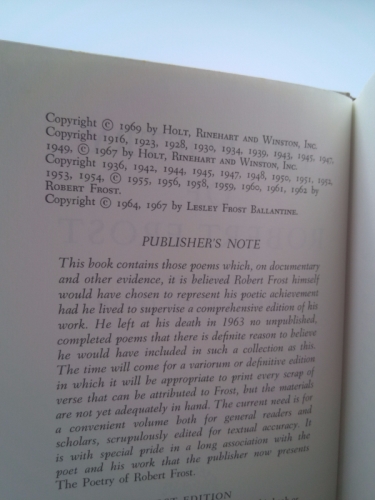 Copyright © 1969 by Holt, Rinehart and Winston, Inc.
Copyright 1916, 1923, 1928, 1930, 1934, 1939, 1943, 1945, 1947,
1949, © 1967 by Holt, Rinehart and Winston, Inc.
Copyright 1936, 1942, 1944, 1945, 1947, 1948, 1950, 1951, 1952,
1953, 1954, © 1955, 1956, 1958, 1959, 1960, 1961, 1962 by
Robert Frost.
Copyright © 1964, 1967 by Lesley Frost Ballantine.
PUBLISHER'S NOTE
This book contains those poems which, on documentary
and other evidence, it is believed Robert Frost himself
would have chosen to represent his poetic achievement
had he lived to supervise a comprehensive edition of his
work. He left at his death in 1963 no unpublished,
completed poems that there is definite reason to believe
he would have included in such a collection as this.
The time will come for a variorum or definitive edition
in which it will be appropriate to print every scrap of
verse that can be attributed to Frost, but the materials
are not yet adequately in hand. The current need is for
a convenient volume both for general readers and
scholars, scrupulously edited for textual accuracy. It
is with special pride in a long association with the
poet and his work that the publisher now presents
The Poetry of Robert Frost.
EDITION